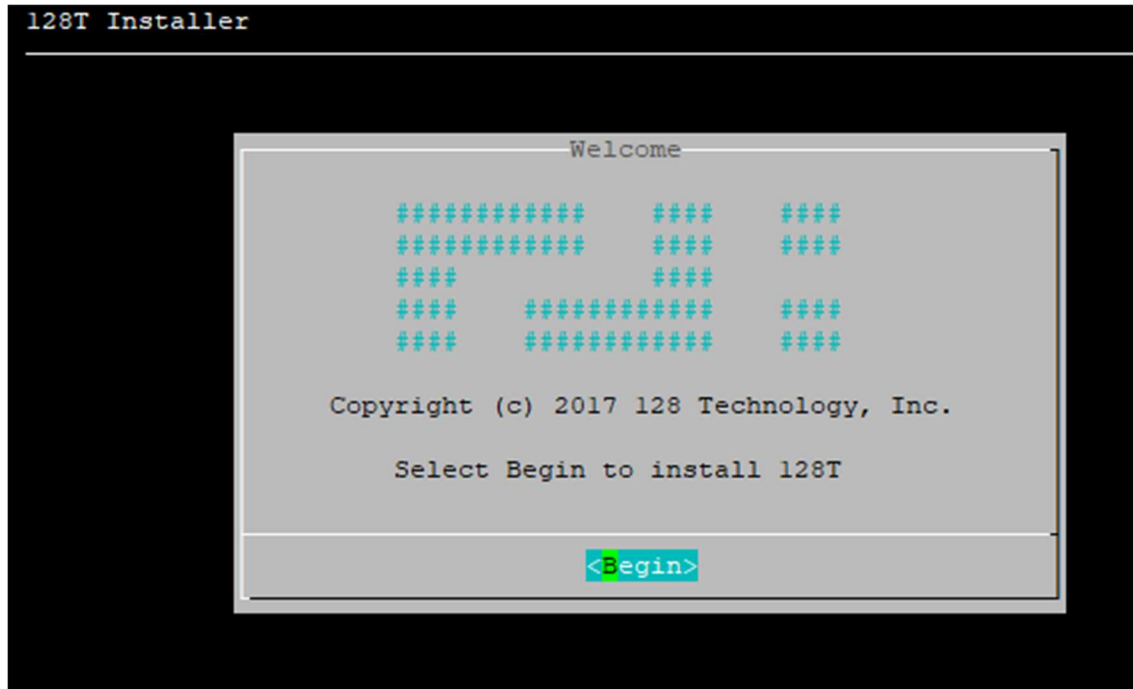 128T Installer
Welcome
############    ####    ####
############    ####    ####
####            ####
####    ############    ####
####    ############    ####
Copyright (c) 2017 128 Technology, Inc.
Select Begin to install 128T
<Begin>